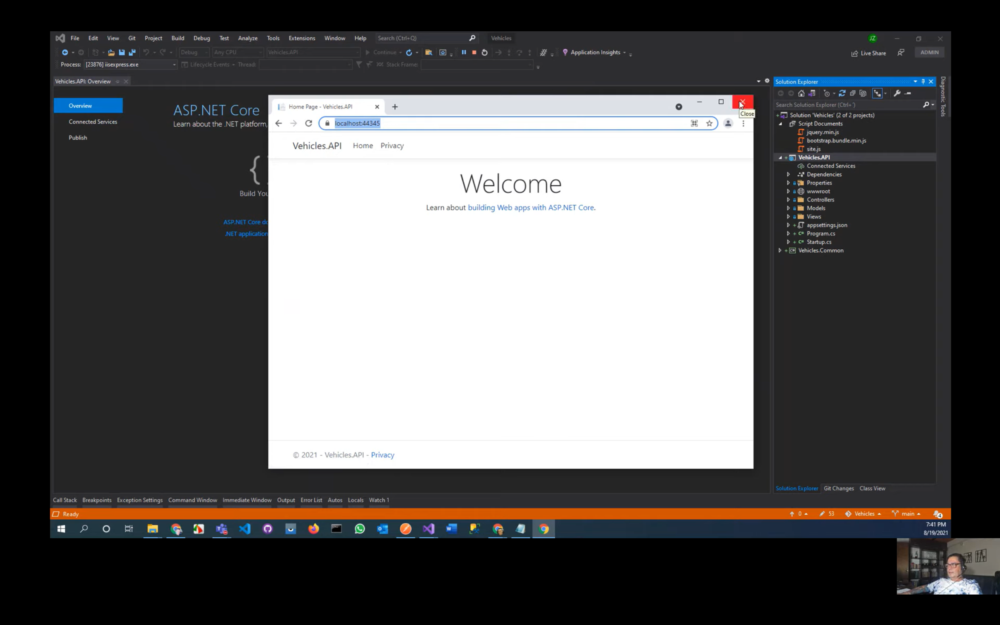 File Edit View Git Project Build Debug Test Analyze Tools Extensions Window Help Search (Ctrl+Q) Vehicles JZ
Debug Any CPU Vehicles.API Continue Application Insights Live Share ADMIN
Process: [23876] iisexpress.exe Lifecycle Events Thread: Stack Frame:
Vehicles.API: Overview
Overview
Connected Services
Publish
ASP.NET Core
Learn about the .NET platform,
Build You
ASP.NET Core do
.NET application
Home Page - Vehicles.API
Close
localhost:44345
Vehicles.API Home Privacy
Welcome
Learn about building Web apps with ASP.NET Core.
© 2021 - Vehicles.API - Privacy
Solution Explorer
Search Solution Explorer (Ctrl+´)
Solution 'Vehicles' (2 of 2 projects)
Script Documents
jquery.min.js
bootstrap.bundle.min.js
site.js
Vehicles.API
Connected Services
Dependencies
Properties
wwwroot
Controllers
Models
Views
appsettings.json
C# Program.cs
C# Startup.cs
C# Vehicles.Common
Solution Explorer Git Changes Class View
Diagnostic Tools
Call Stack Breakpoints Exception Settings Command Window Immediate Window Output Error List Autos Locals Watch 1
Ready 0 53 Vehicles main 4
7:41 PM
8/19/2021